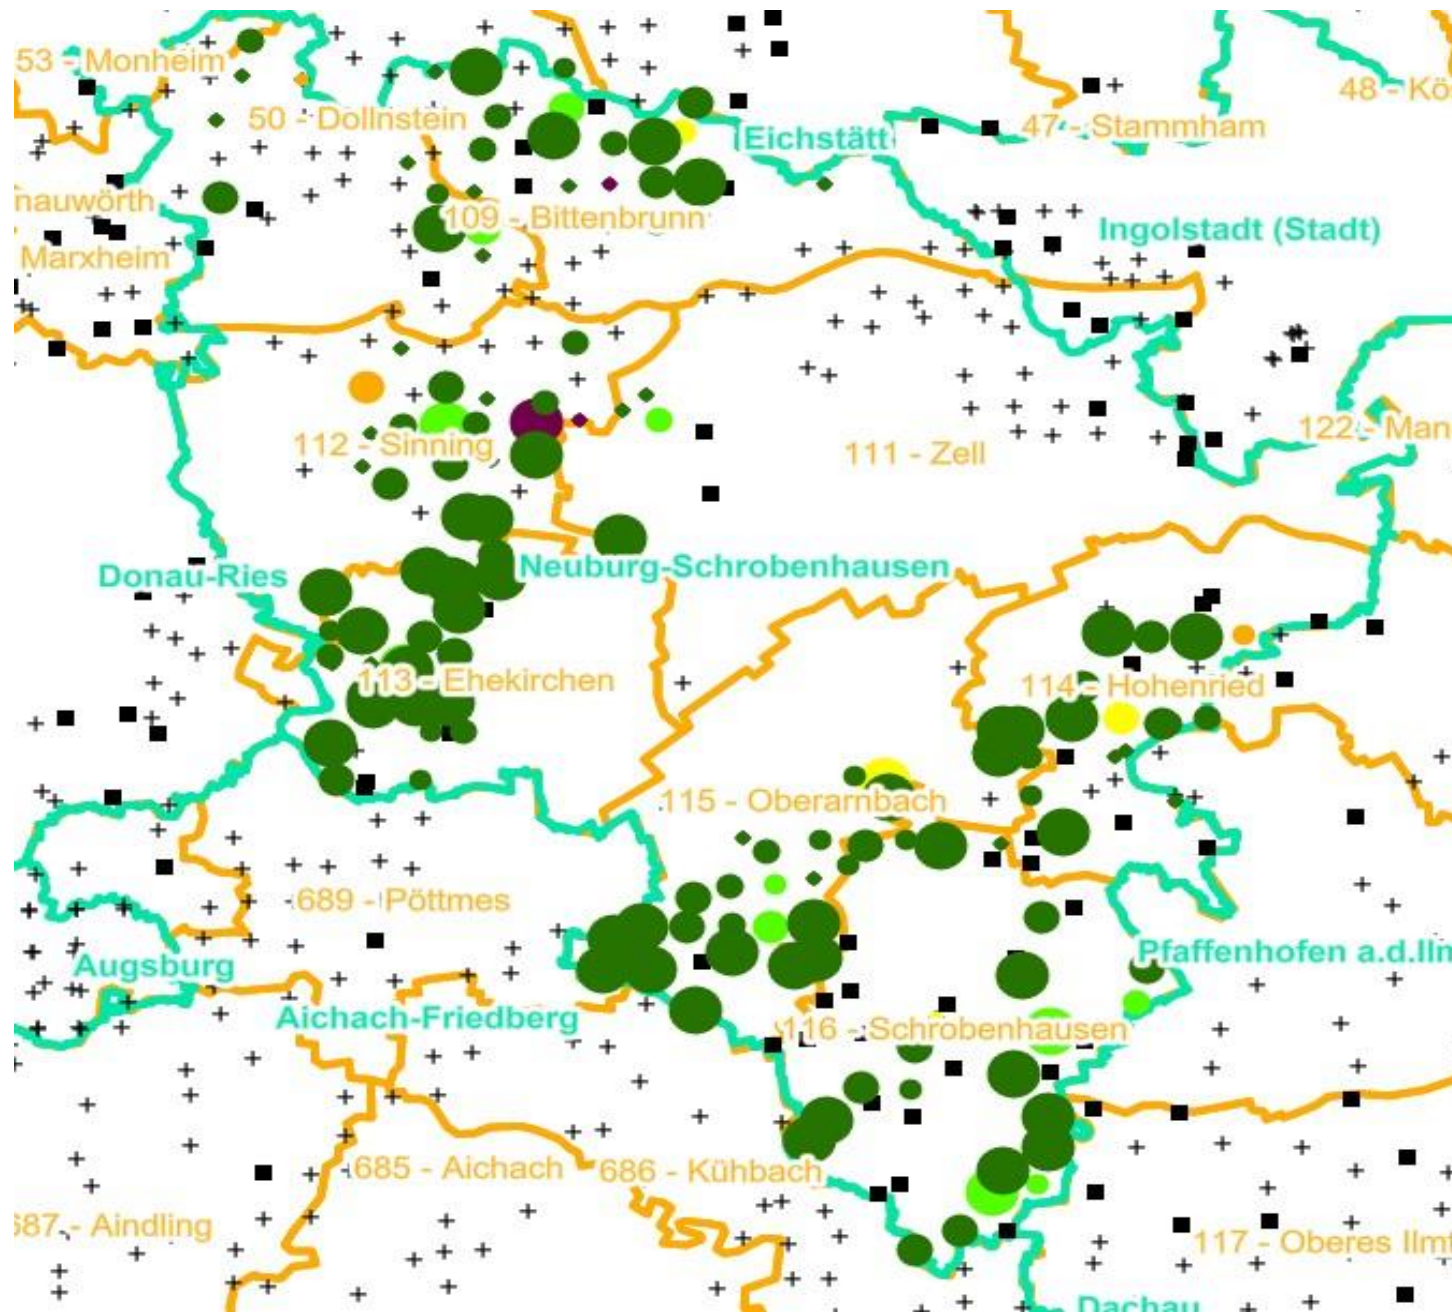 53 - Monheim
48 - Kö
50 - Dollnstein
47 - Stammham
Eichstätt
nauwörth
109 - Bittenbrunn
Ingolstadt (Stadt)
Marxheim
122 - Man
112 - Sinning
111 - Zell
Donau-Ries
Neuburg-Schrobenhausen
113 - Ehekirchen
114 - Hohenried
115 - Oberarnbach
689 - Pöttmes
Pfaffenhofen a.d.Ilm
Augsburg
Aichach-Friedberg
116 - Schrobenhausen
685 - Aichach
686 - Kühbach
687 - Aindling
117 - Oberes Ilmt
Dachau